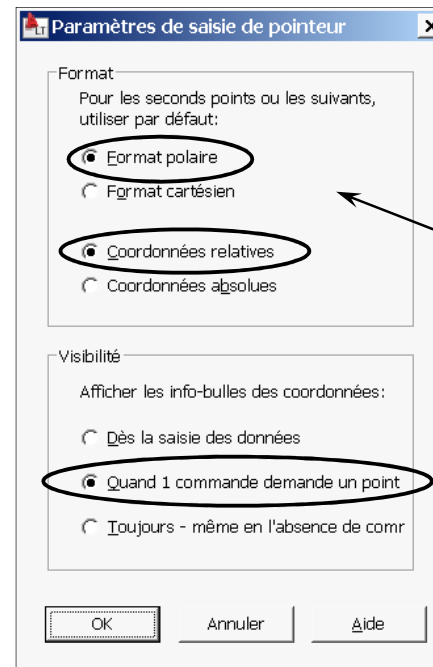 LT Paramètres de saisie de pointeur
Format
Pour les seconds points ou les suivants,
utiliser par défaut:
Format polaire
Format cartésien
Coordonnées relatives
Coordonnées absolues
Visibilité
Afficher les info-bulles des coordonnées:
Dès la saisie des données
Quand 1 commande demande un point
Toujours - même en l'absence de comr
OK Annuler Aide